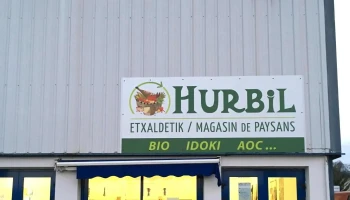 HURBiL
ETXALDETIK / MAGASIN DE PAYSANS
BIO IDOKI AOC...